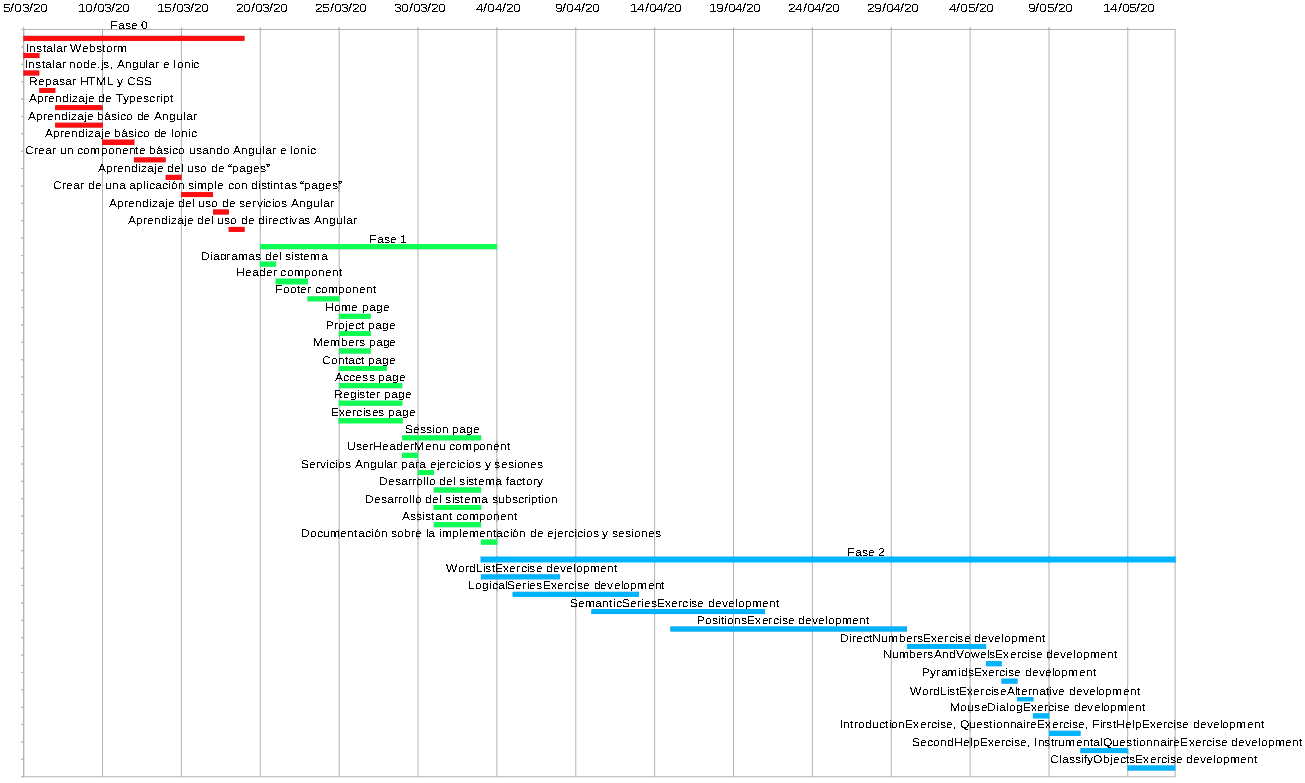 5/03/20 10/03/20 15/03/20 20/03/20 25/03/20 30/03/20 4/04/20 9/04/20 14/04/20 19/04/20 24/04/20 29/04/20 4/05/20 9/05/20 14/05/20
Fase 0
Instalar Webstorm
Instalar node.js, Angular e Ionic
Repasar HTML y CSS
Aprendizaje de Typescript
Aprendizaje básico de Angular
Aprendizaje básico de Ionic
Crear un componente básico usando Angular e Ionic
Aprendizaje del uso de “pages”
Crear de una aplicación simple con distintas “pages”
Aprendizaje del uso de servicios Angular
Aprendizaje del uso de directivas Angular
Fase 1
Diagramas del sistema
Header component
Footer component
Home page
Project page
Members page
Contact page
Access page
Register page
Exercises page
Session page
UserHeaderMenu component
Servicios Angular para ejercicios y sesiones
Desarrollo del sistema factory
Desarrollo del sistema subscription
Assistant component
Documentación sobre la implementación de ejercicios y sesiones
Fase 2
WordListExercise development
LogicalSeriesExercise development
SemanticSeriesExercise development
PositionsExercise development
DirectNumbersExercise development
NumbersAndVowelsExercise development
PyramidsExercise development
WordListExerciseAlternative development
MouseDialogExercise development
IntroductionExercise, QuestionnaireExercise, FirstHelpExercise development
SecondHelpExercise, InstrumentalQuestionnaireExercise development
ClassifyObjectsExercise development